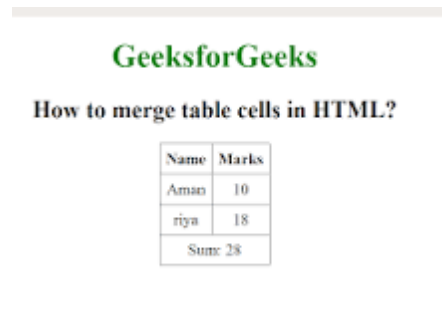 GeeksforGeeks
How to merge table cells in HTML?
Name Marks
Aman 10
riya 18
Sum: 28